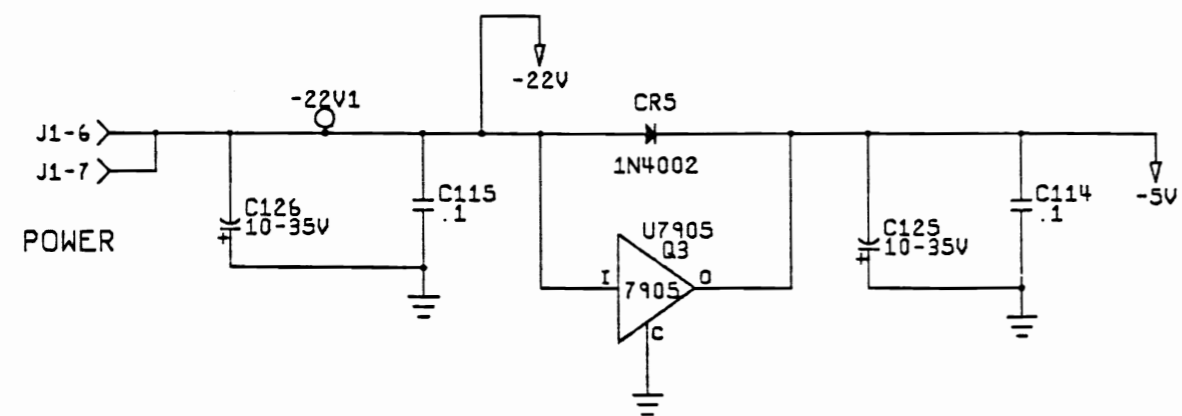 -22V
-22V1
CR5
J1-6
J1-7
1N4002
C126
10-35V
C115
.1
C114
.1
-5V
POWER
U7905
Q3
C125
10-35V
I
7905
O
C
+
+